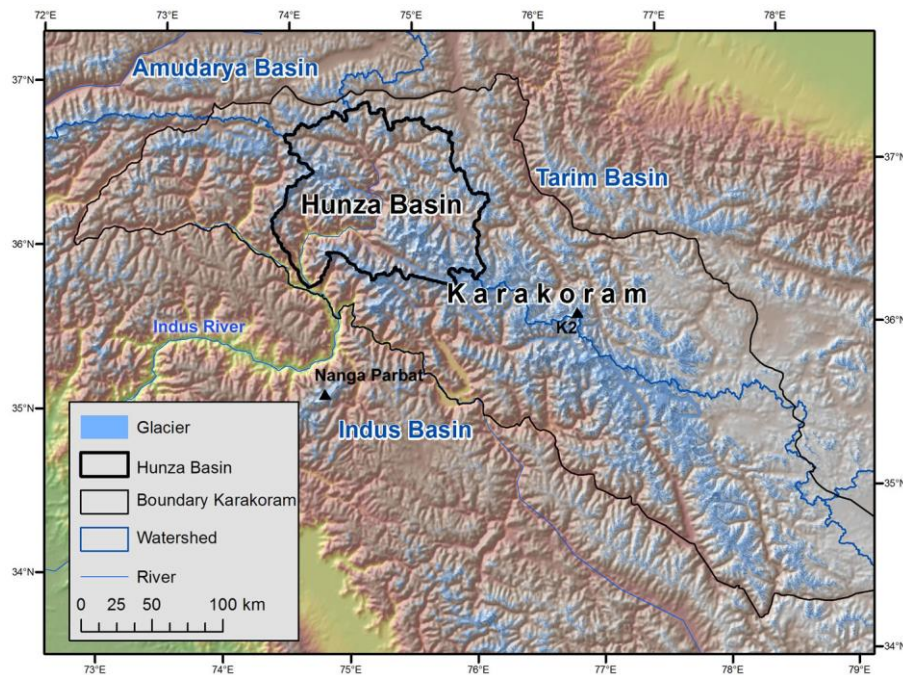 72°E 73°E 74°E 75°E 76°E 77°E 78°E
37°N
Amudarya Basin
37°N
Tarim Basin
Hunza Basin
36°N
Karakoram
36°N
K2
Indus River
Nanga Parbat
35°N
Indus Basin
Glacier
Hunza Basin
35°N
Boundary Karakoram
Watershed
34°N
River
0 25 50 100 km
34°N
73°E 74°E 75°E 76°E 77°E 78°E 79°E